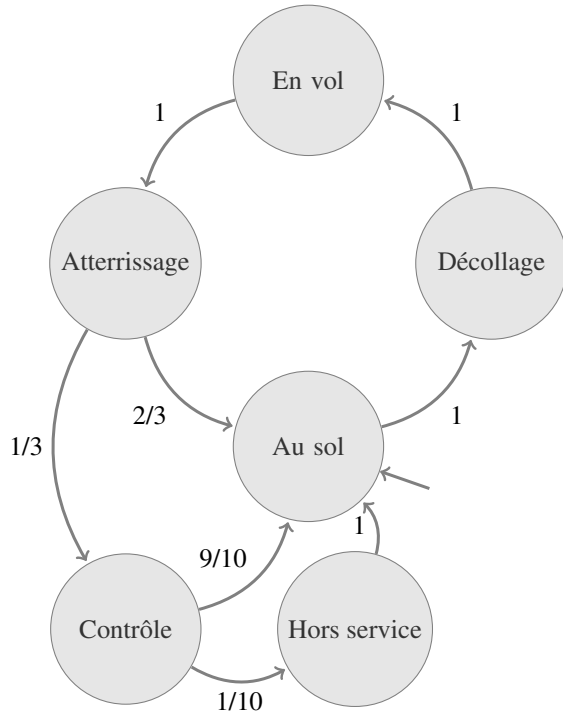 En vol
1
1
Atterrissage
Décollage
2/3
1
1/3
Au sol
1
9/10
Contrôle
Hors service
1/10